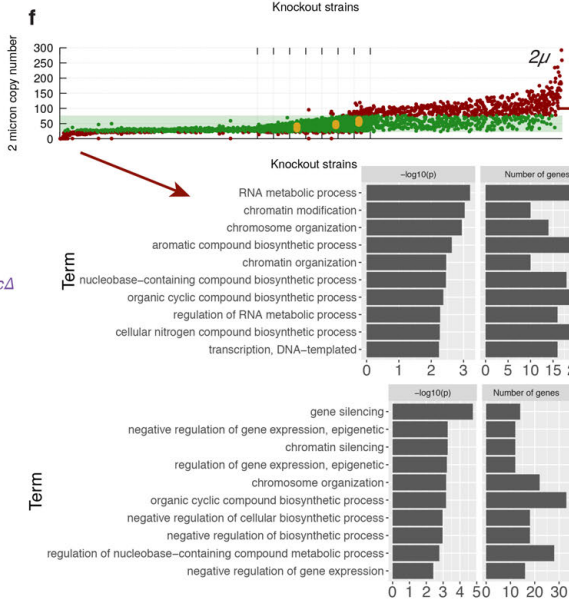 Knockout strains
f
2 micron copy number
300
250
200
150
100
50
0
2µ
Knockout strains
cΔ
Term
−log10(p)
Number of genes
RNA metabolic process
chromatin modification
chromosome organization
aromatic compound biosynthetic process
chromatin organization
nucleobase−containing compound biosynthetic process
organic cyclic compound biosynthetic process
regulation of RNA metabolic process
cellular nitrogen compound biosynthetic process
transcription, DNA−templated
0 1 2 3
0 5 10 15 2
Term
−log10(p)
Number of genes
gene silencing
negative regulation of gene expression, epigenetic
chromatin silencing
regulation of gene expression, epigenetic
chromosome organization
organic cyclic compound biosynthetic process
negative regulation of cellular biosynthetic process
negative regulation of biosynthetic process
regulation of nucleobase−containing compound metabolic process
negative regulation of gene expression
0 1 2 3 4 5
0 10 20 30